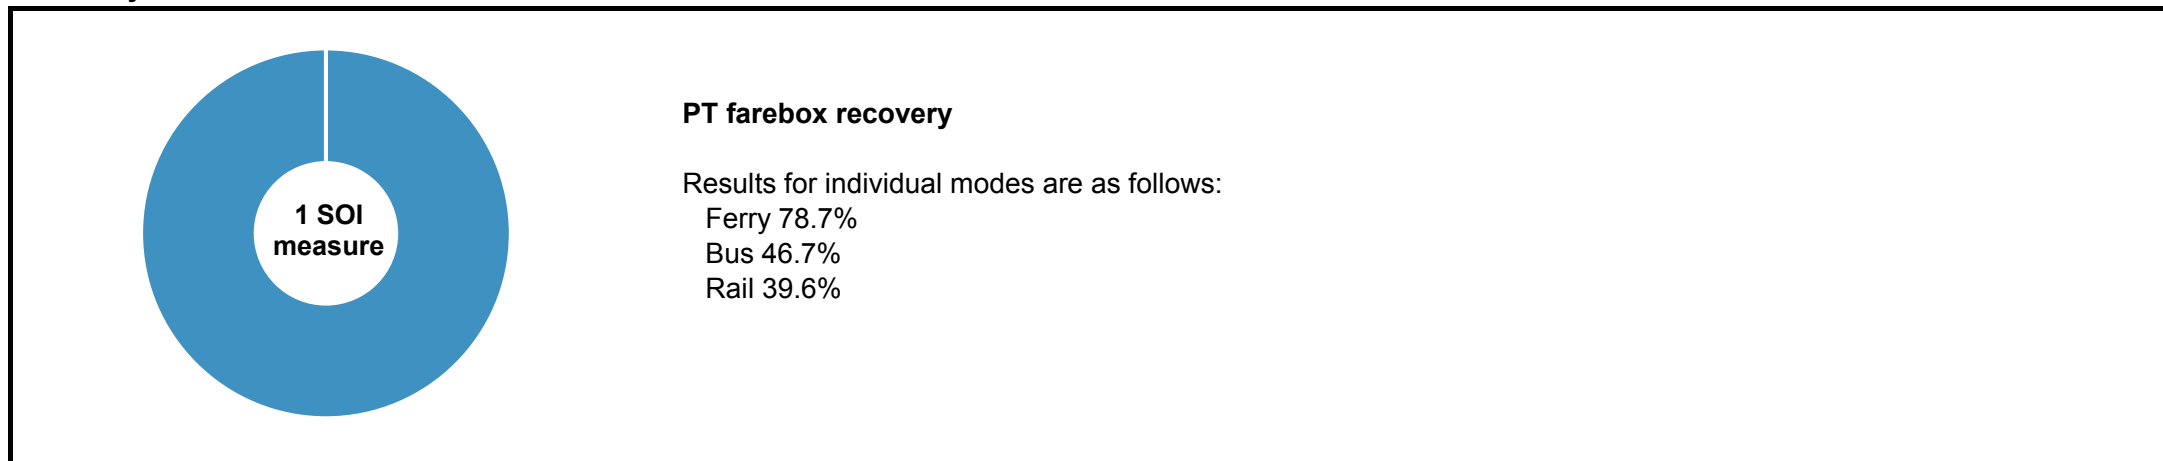 1 SOI
measure
PT farebox recovery
Results for individual modes are as follows:
Ferry 78.7%
Bus 46.7%
Rail 39.6%